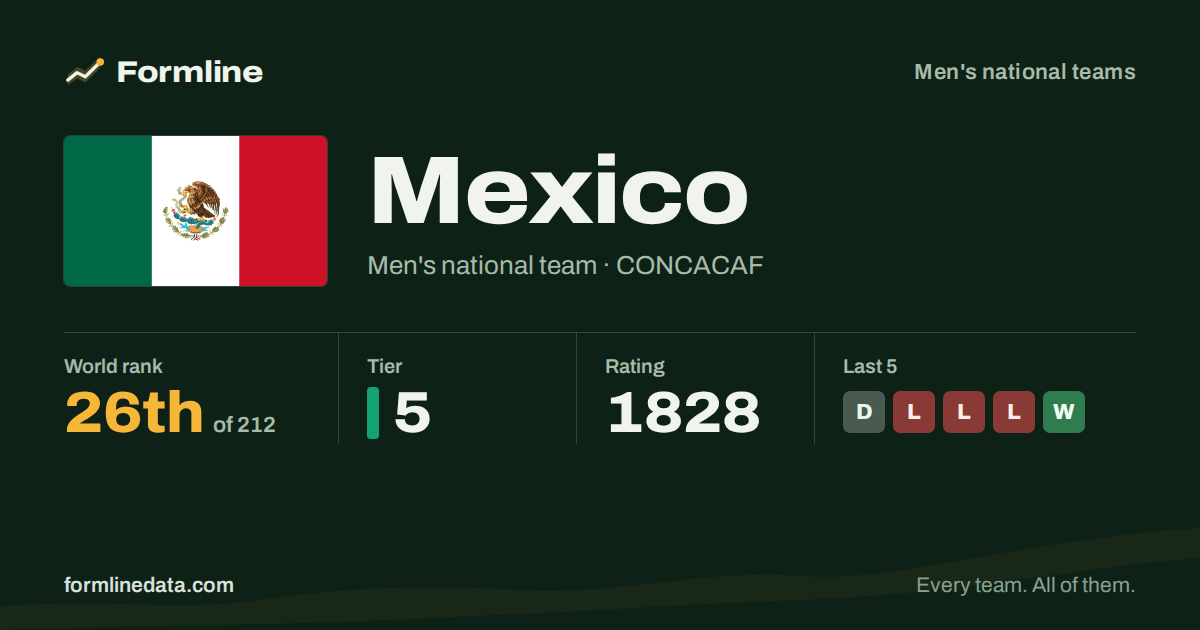 Formline
Men's national teams
Mexico
Men's national team · CONCACAF
World rank
26th of 212
Tier
5
Rating
1828
Last 5
D L L L W
formlinedata.com
Every team. All of them.